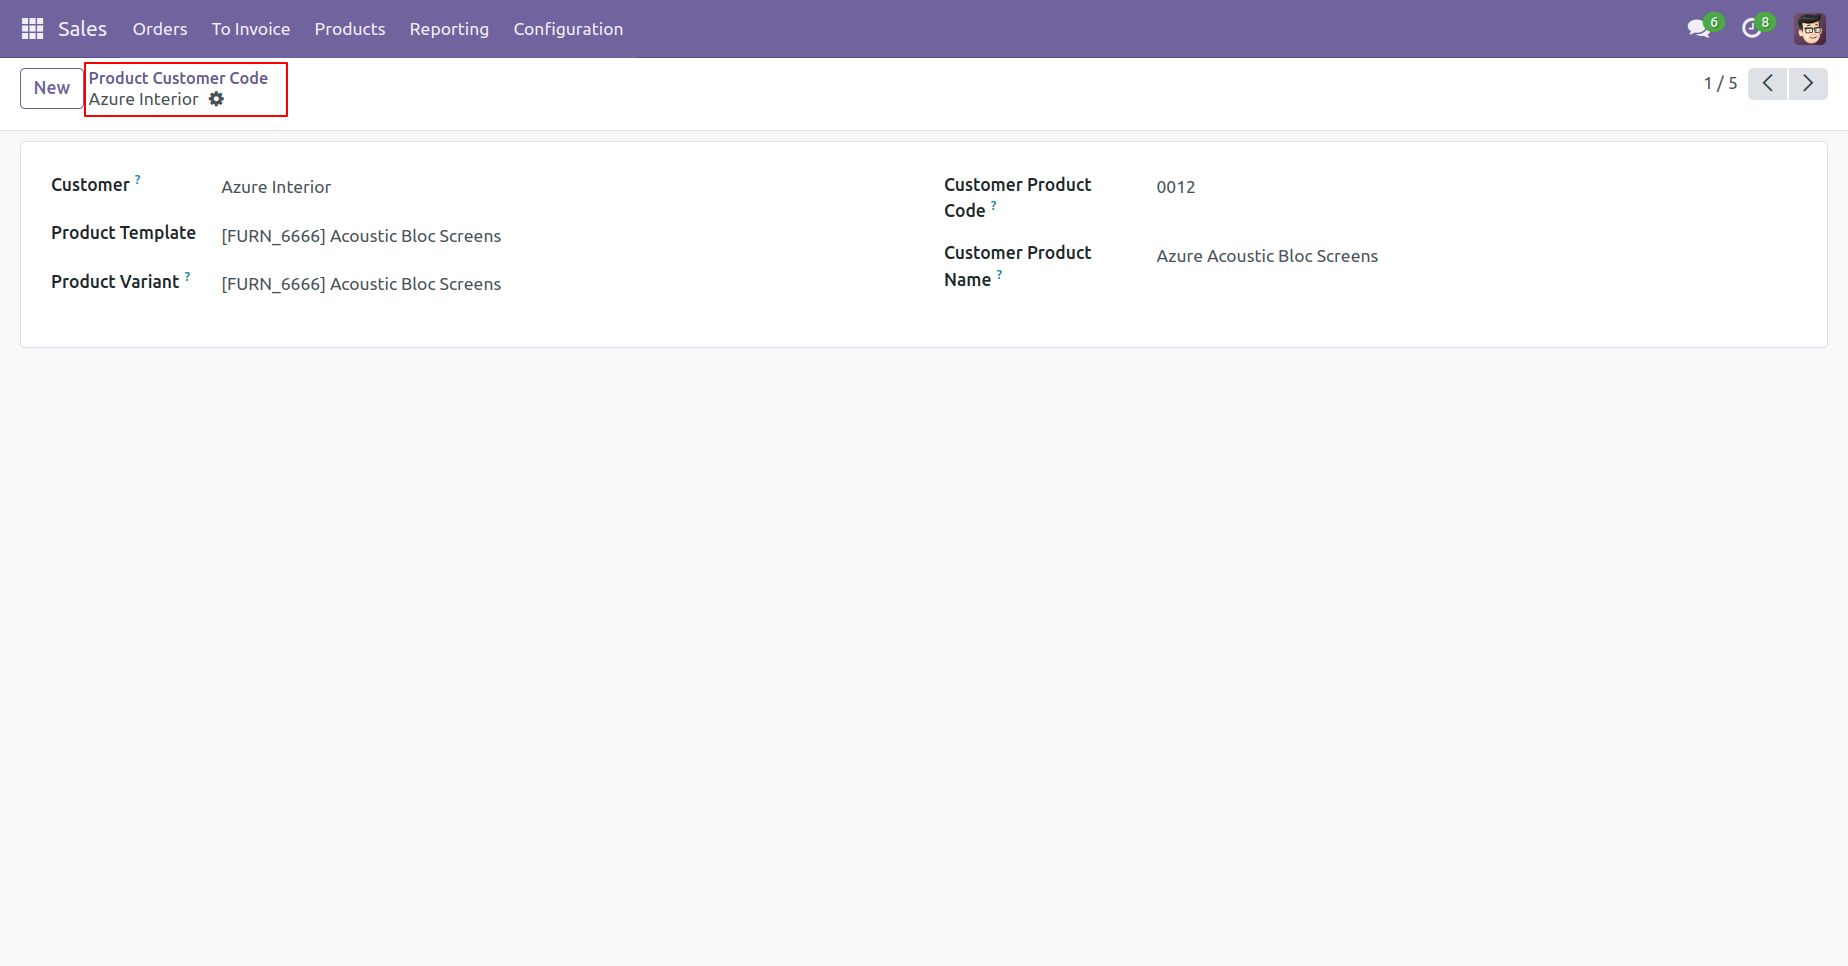 Sales Orders To Invoice Products Reporting Configuration 6 8
New
Product Customer Code
Azure Interior
1 / 5
Customer ? Azure Interior
Product Template [FURN_6666] Acoustic Bloc Screens
Product Variant ? [FURN_6666] Acoustic Bloc Screens
Customer Product
Code ?
0012
Customer Product
Name ?
Azure Acoustic Bloc Screens